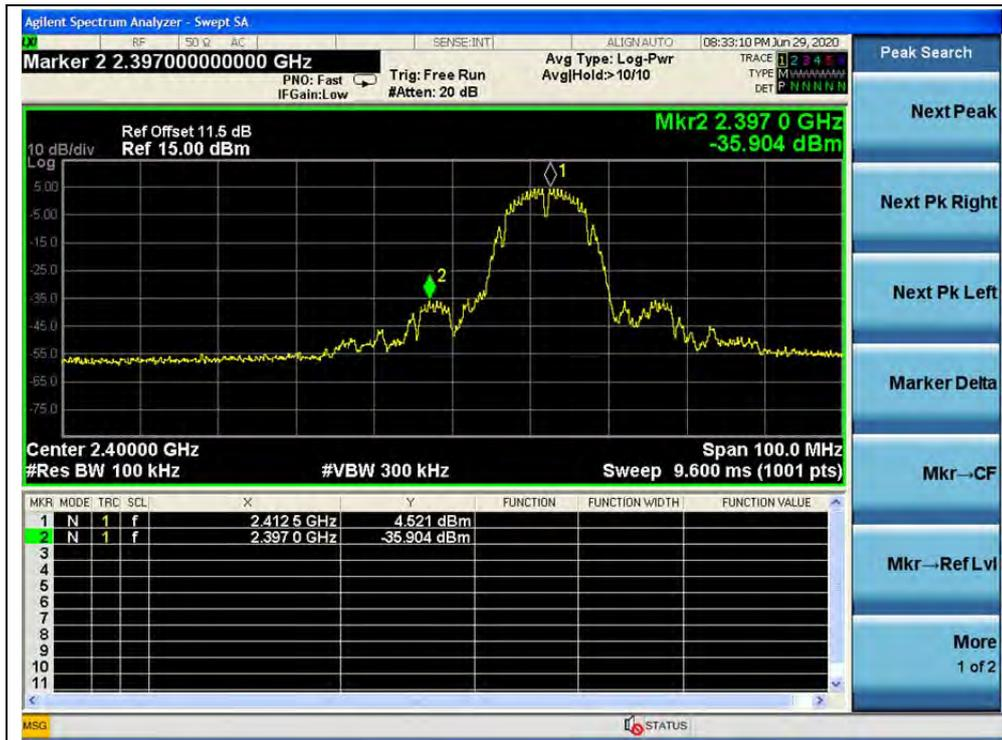 Agilent Spectrum Analyzer - Swept SA
LXI RF 50 Ω AC SENSE:INT ALIGNAUTO 08:33:10 PM Jun 29, 2020
Marker 2 2.397000000000 GHz
PNO: Fast
IFGain:Low
Trig: Free Run
#Atten: 20 dB
Avg Type: Log-Pwr
Avg|Hold:>10/10
TRACE 1 2 3 4 5 6
TYPE M
DET P N N N N N
Peak Search
Next Peak
Next Pk Right
Next Pk Left
Marker Delta
Mkr→CF
Mkr→Ref Lvl
More
1 of 2
Mkr2 2.397 0 GHz
-35.904 dBm
Ref Offset 11.5 dB
10 dB/div Ref 15.00 dBm
Log
5.00
-5.00
-15.0
-25.0
-35.0
-45.0
-55.0
-65.0
-75.0
1
2
Center 2.40000 GHz Span 100.0 MHz
#Res BW 100 kHz #VBW 300 kHz Sweep 9.600 ms (1001 pts)
MKR MODE TRC SCL X Y FUNCTION FUNCTION WIDTH FUNCTION VALUE
1 N 1 f 2.412 5 GHz 4.521 dBm
2 N 1 f 2.397 0 GHz -35.904 dBm
3
4
5
6
7
8
9
10
11
MSG STATUS